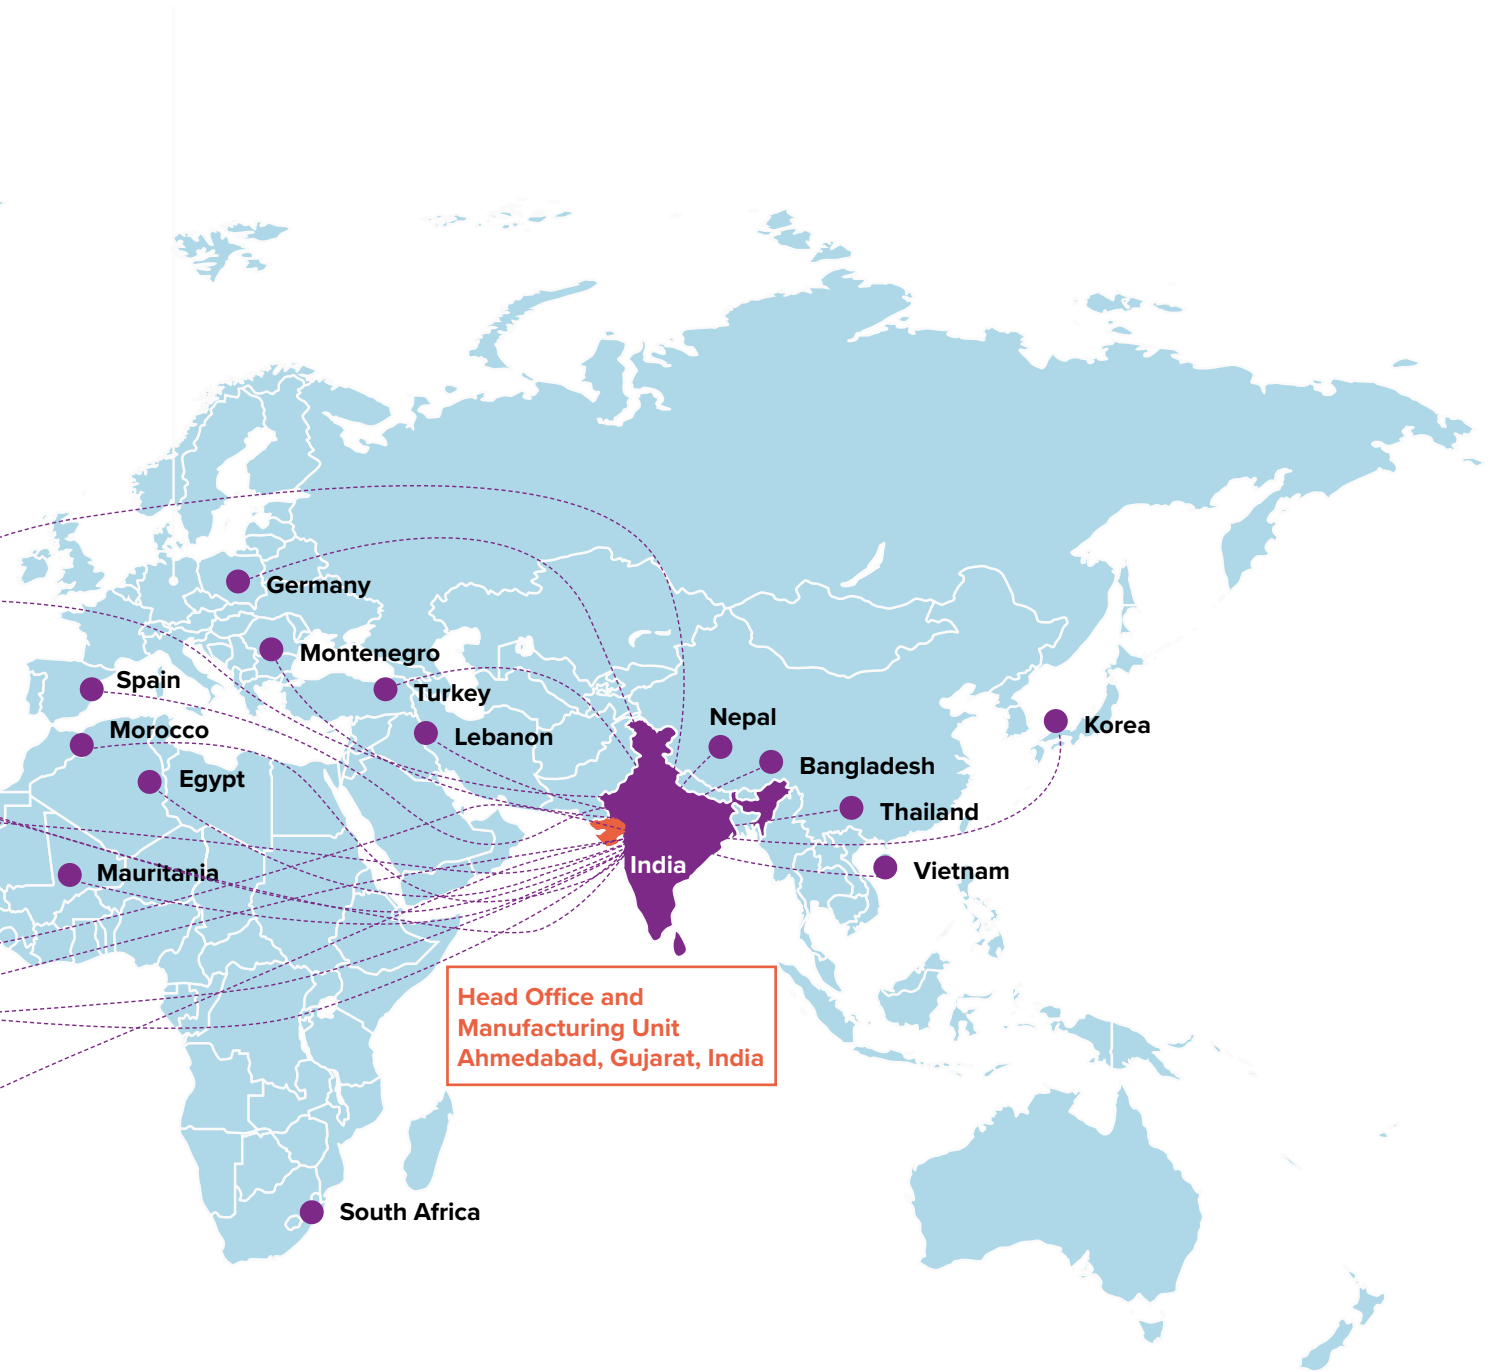 Germany
Montenegro
Spain
Turkey
Nepal
Korea
Morocco
Lebanon
Bangladesh
Egypt
Thailand
India
Vietnam
Mauritania
Head Office and
Manufacturing Unit
Ahmedabad, Gujarat, India
South Africa